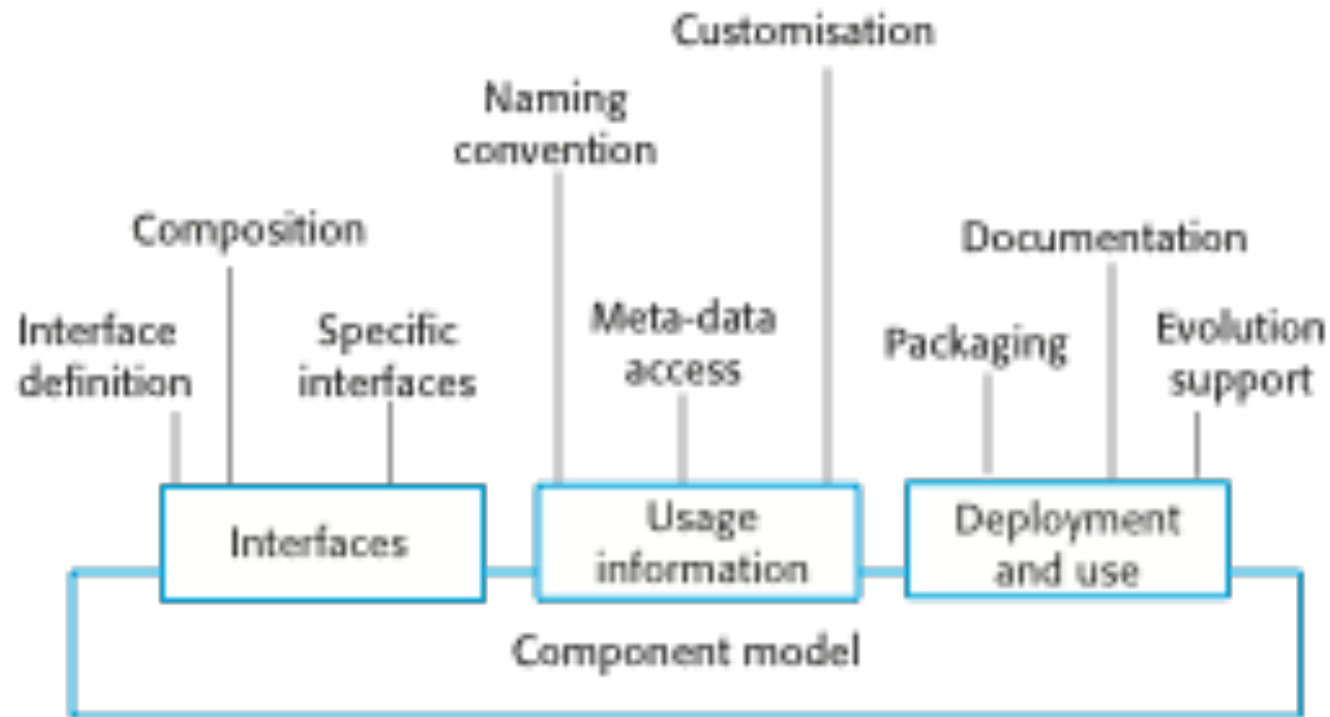 Customisation
Naming
convention
Composition
Documentation
Interface
definition
Specific
interfaces
Meta-data
access
Packaging
Evolution
support
Interfaces
Usage
information
Deployment
and use
Component model